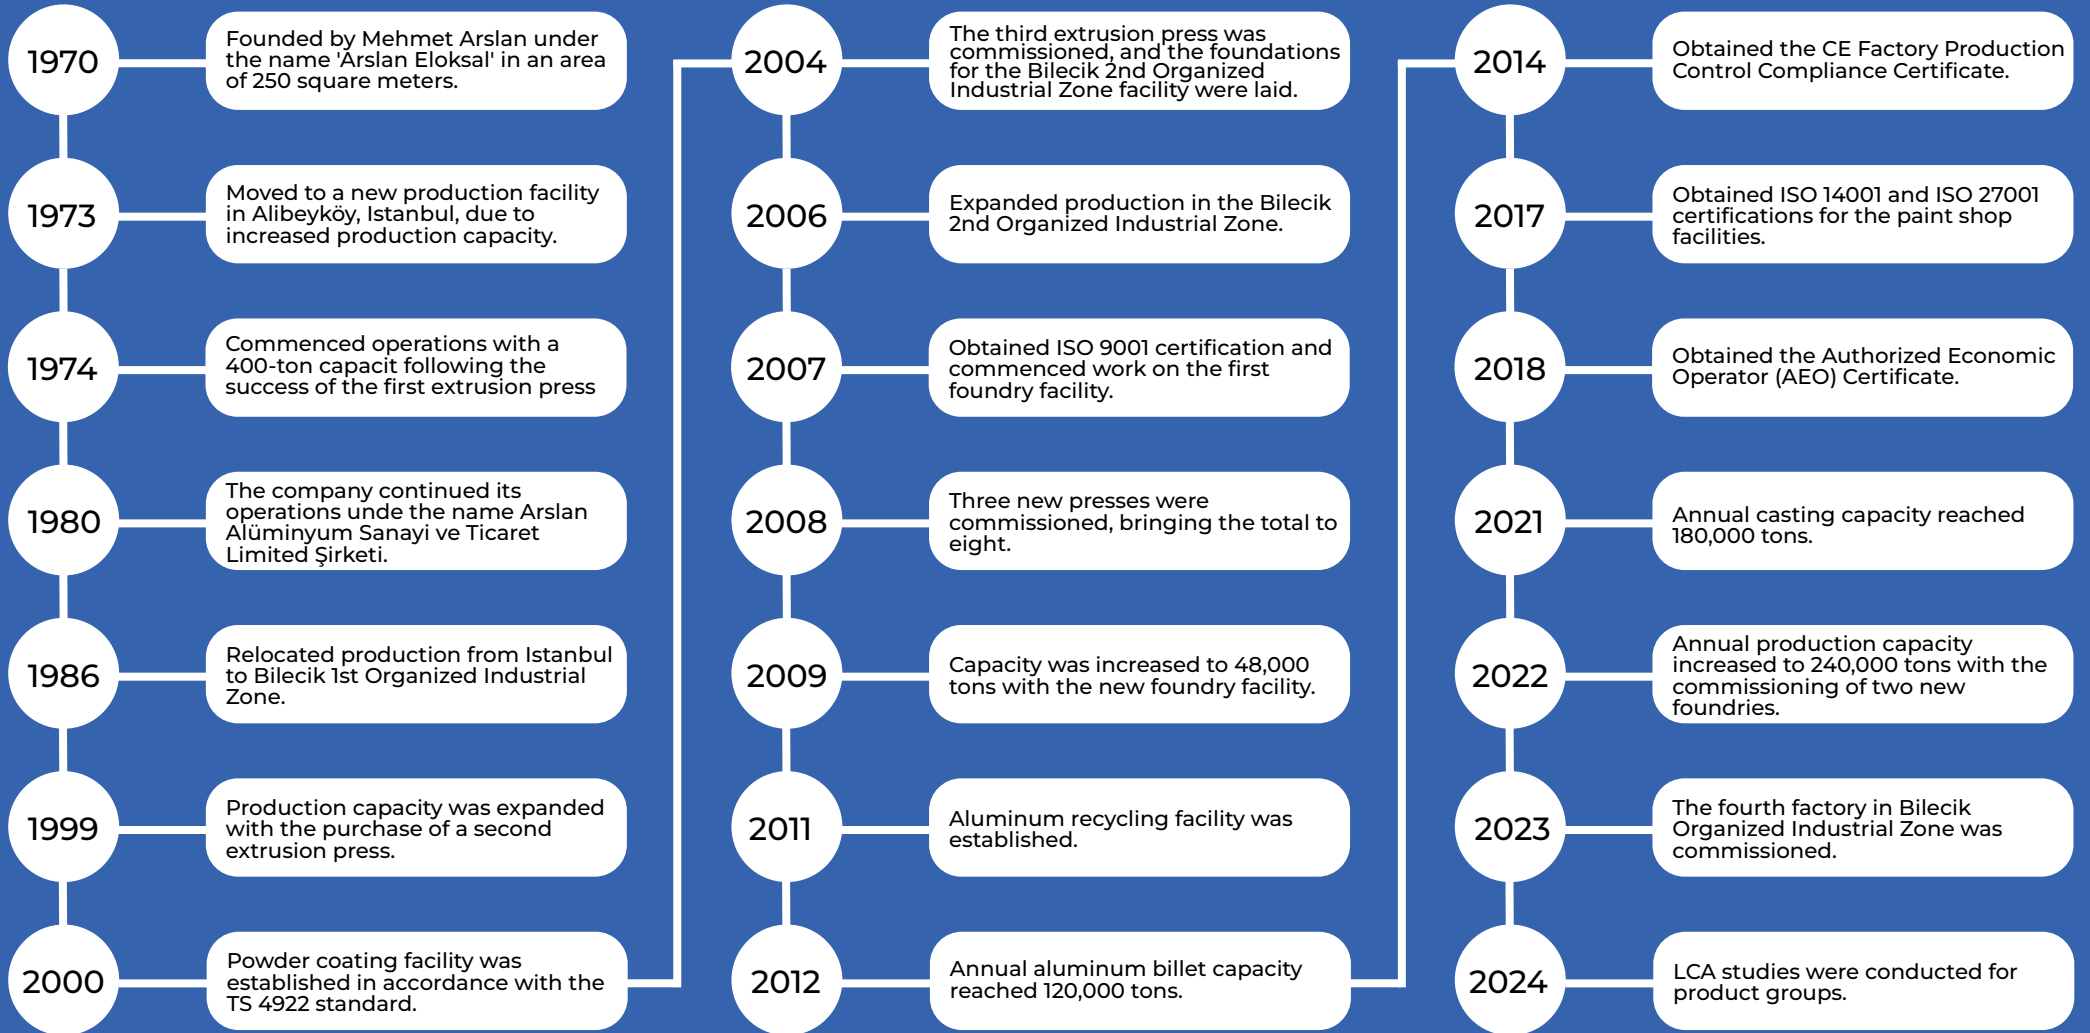 1970
Founded by Mehmet Arslan under
the name 'Arslan Eloksal' in an area
of 250 square meters.
1973
Moved to a new production facility
in Alibeyköy, Istanbul, due to
increased production capacity.
1974
Commenced operations with a
400-ton capacit following the
success of the first extrusion press
1980
The company continued its
operations unde the name Arslan
Alüminyum Sanayi ve Ticaret
Limited Şirketi.
1986
Relocated production from Istanbul
to Bilecik 1st Organized Industrial
Zone.
1999
Production capacity was expanded
with the purchase of a second
extrusion press.
2000
Powder coating facility was
established in accordance with the
TS 4922 standard.
2004
The third extrusion press was
commissioned, and the foundations
for the Bilecik 2nd Organized
Industrial Zone facility were laid.
2006
Expanded production in the Bilecik
2nd Organized Industrial Zone.
2007
Obtained ISO 9001 certification and
commenced work on the first
foundry facility.
2008
Three new presses were
commissioned, bringing the total to
eight.
2009
Capacity was increased to 48,000
tons with the new foundry facility.
2011
Aluminum recycling facility was
established.
2012
Annual aluminum billet capacity
reached 120,000 tons.
2014
Obtained the CE Factory Production
Control Compliance Certificate.
2017
Obtained ISO 14001 and ISO 27001
certifications for the paint shop
facilities.
2018
Obtained the Authorized Economic
Operator (AEO) Certificate.
2021
Annual casting capacity reached
180,000 tons.
2022
Annual production capacity
increased to 240,000 tons with the
commissioning of two new
foundries.
2023
The fourth factory in Bilecik
Organized Industrial Zone was
commissioned.
2024
LCA studies were conducted for
product groups.